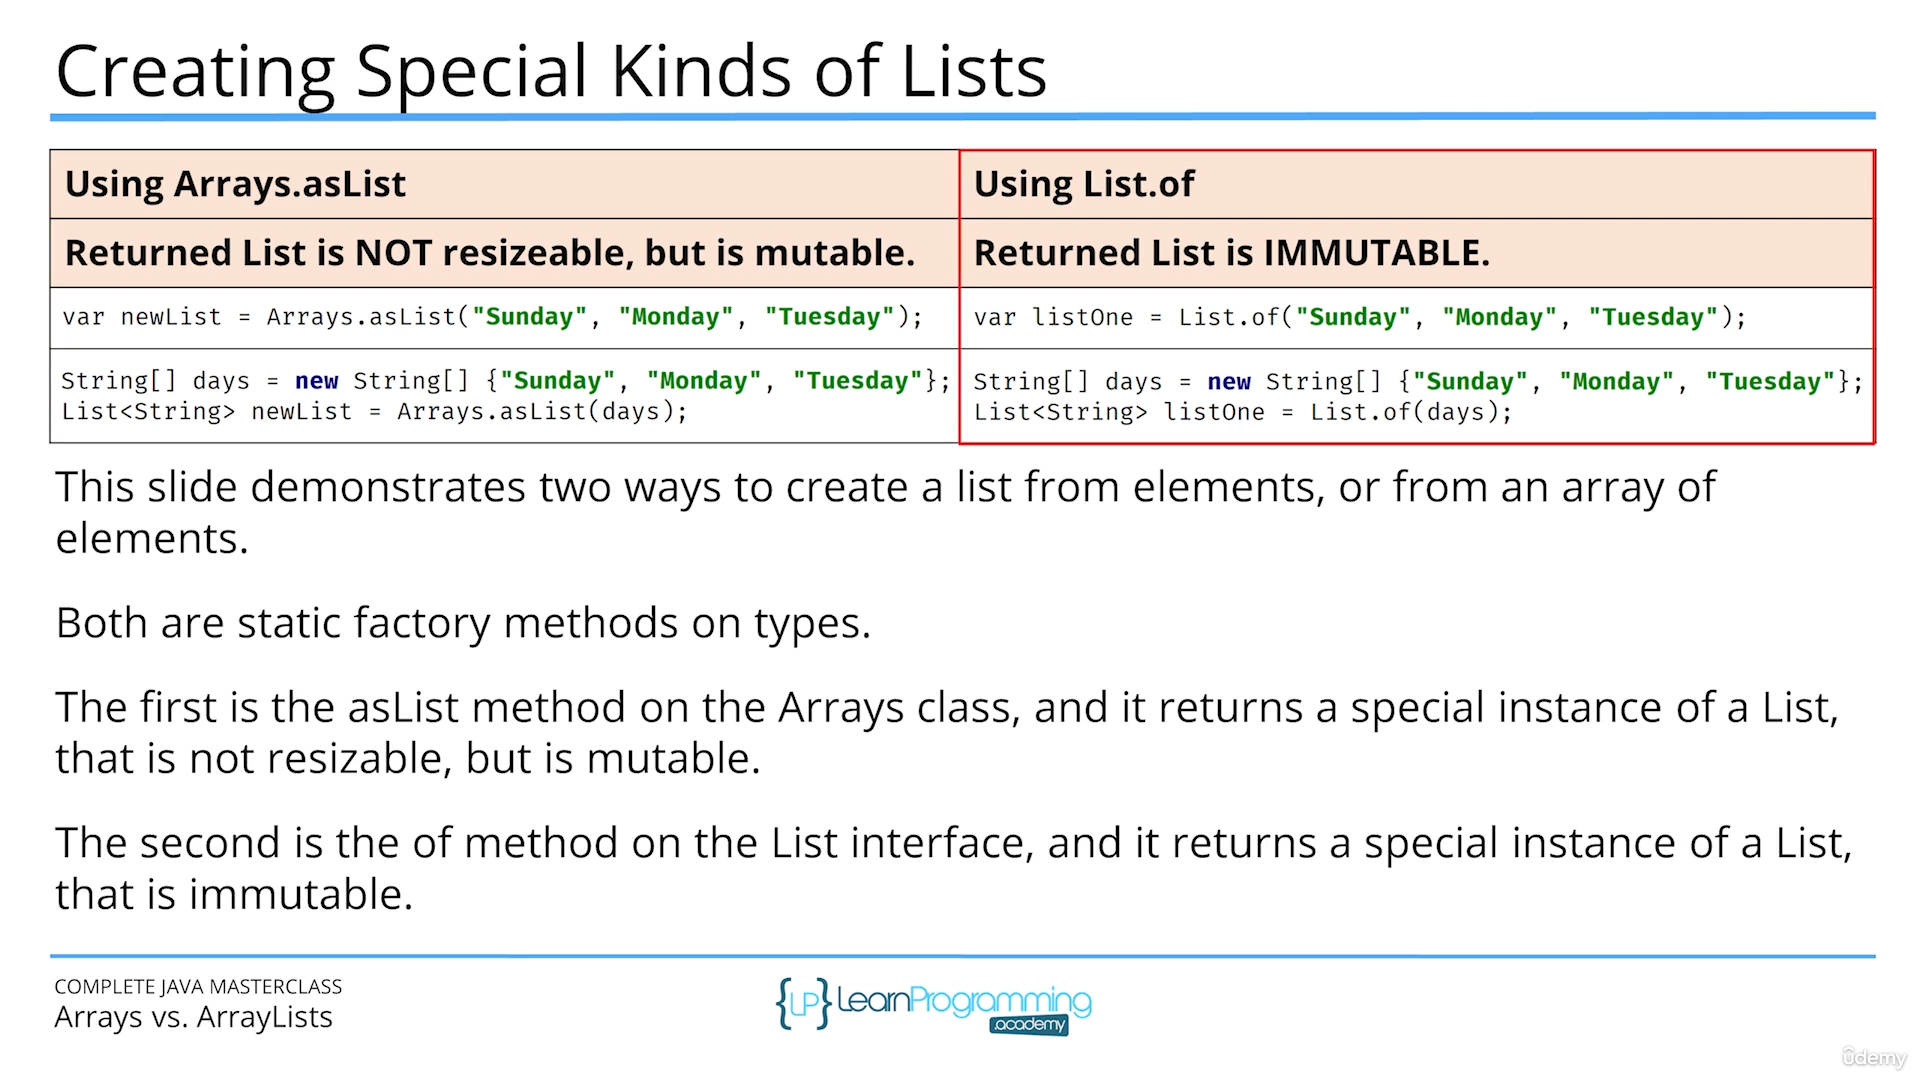 Creating Special Kinds of Lists
Using Arrays.asList
Using List.of
Returned List is NOT resizeable, but is mutable.
Returned List is IMMUTABLE.
var newList = Arrays.asList("Sunday", "Monday", "Tuesday");
var listOne = List.of("Sunday", "Monday", "Tuesday");
String[] days = new String[] {"Sunday", "Monday", "Tuesday"};
List<String> newList = Arrays.asList(days);
String[] days = new String[] {"Sunday", "Monday", "Tuesday"};
List<String> listOne = List.of(days);
This slide demonstrates two ways to create a list from elements, or from an array of
elements.
Both are static factory methods on types.
The first is the asList method on the Arrays class, and it returns a special instance of a List,
that is not resizable, but is mutable.
The second is the of method on the List interface, and it returns a special instance of a List,
that is immutable.
COMPLETE JAVA MASTERCLASS
Arrays vs. ArrayLists
{LP} LearnProgramming
.academy
ûdemy